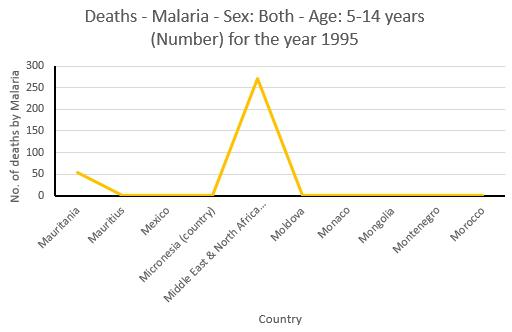 Deaths - Malaria - Sex: Both - Age: 5-14 years
(Number) for the year 1995
No. of deaths by Malaria
300
250
200
150
100
50
0
Mauritania
Mauritius
Mexico
Micronesia (country)
Middle East & North Africa...
Moldova
Monaco
Mongolia
Montenegro
Morocco
Country